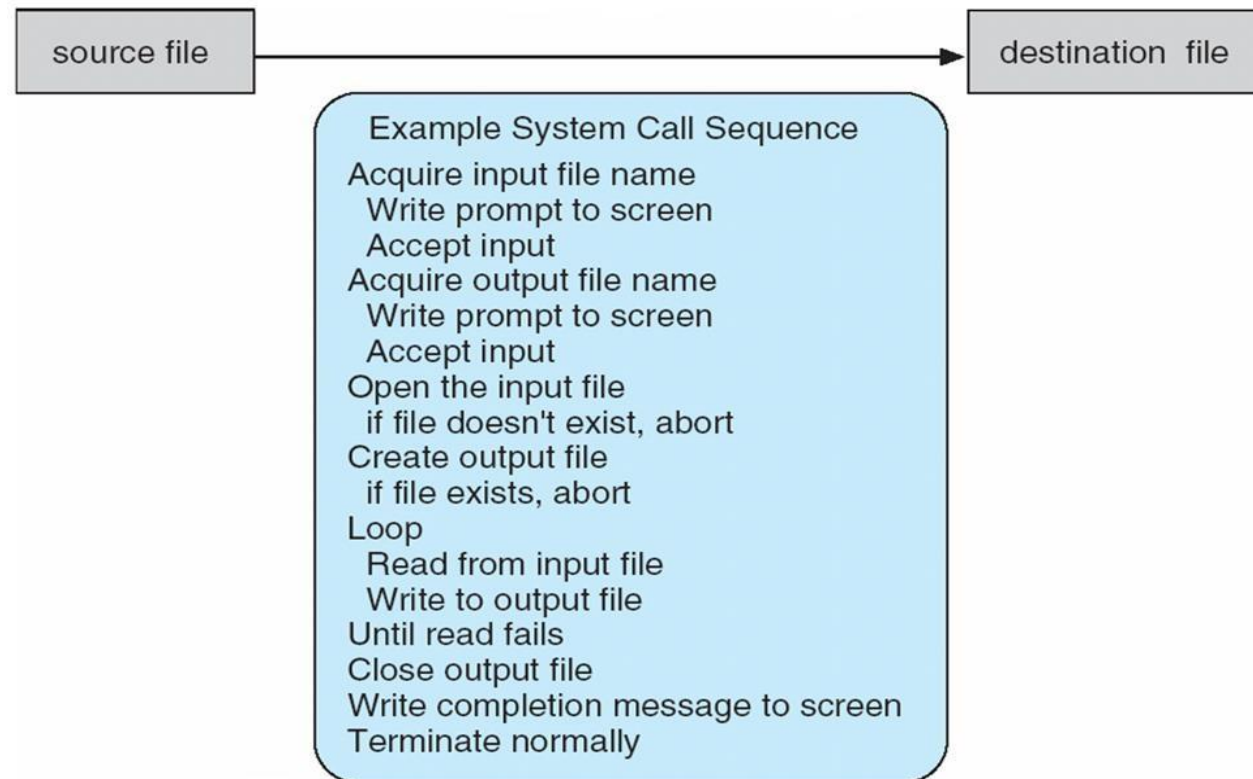 source file
destination file
Example System Call Sequence
Acquire input file name
Write prompt to screen
Accept input
Acquire output file name
Write prompt to screen
Accept input
Open the input file
if file doesn't exist, abort
Create output file
if file exists, abort
Loop
Read from input file
Write to output file
Until read fails
Close output file
Write completion message to screen
Terminate normally